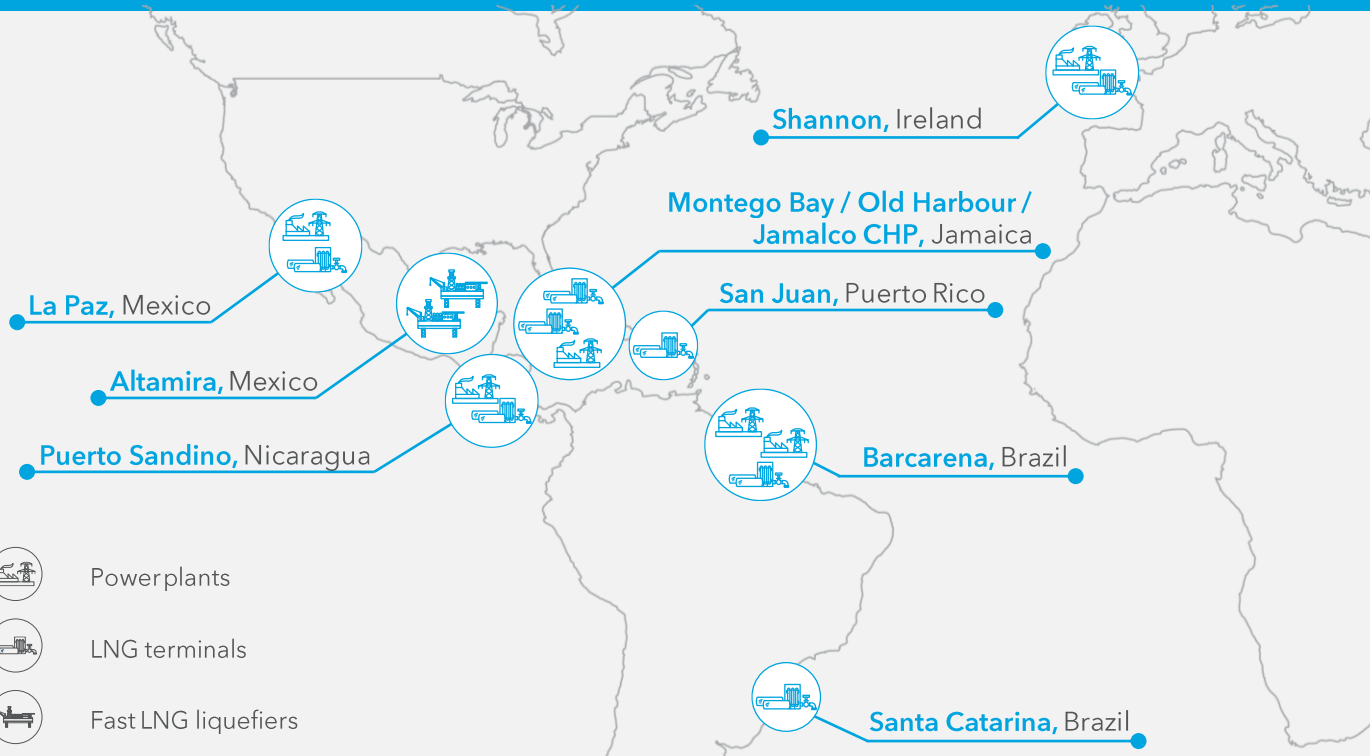 Shannon, Ireland
Montego Bay / Old Harbour /
Jamalco CHP, Jamaica
San Juan, Puerto Rico
La Paz, Mexico
Altamira, Mexico
Puerto Sandino, Nicaragua
Barcarena, Brazil
Power plants
LNG terminals
Fast LNG liquefiers
Santa Catarina, Brazil